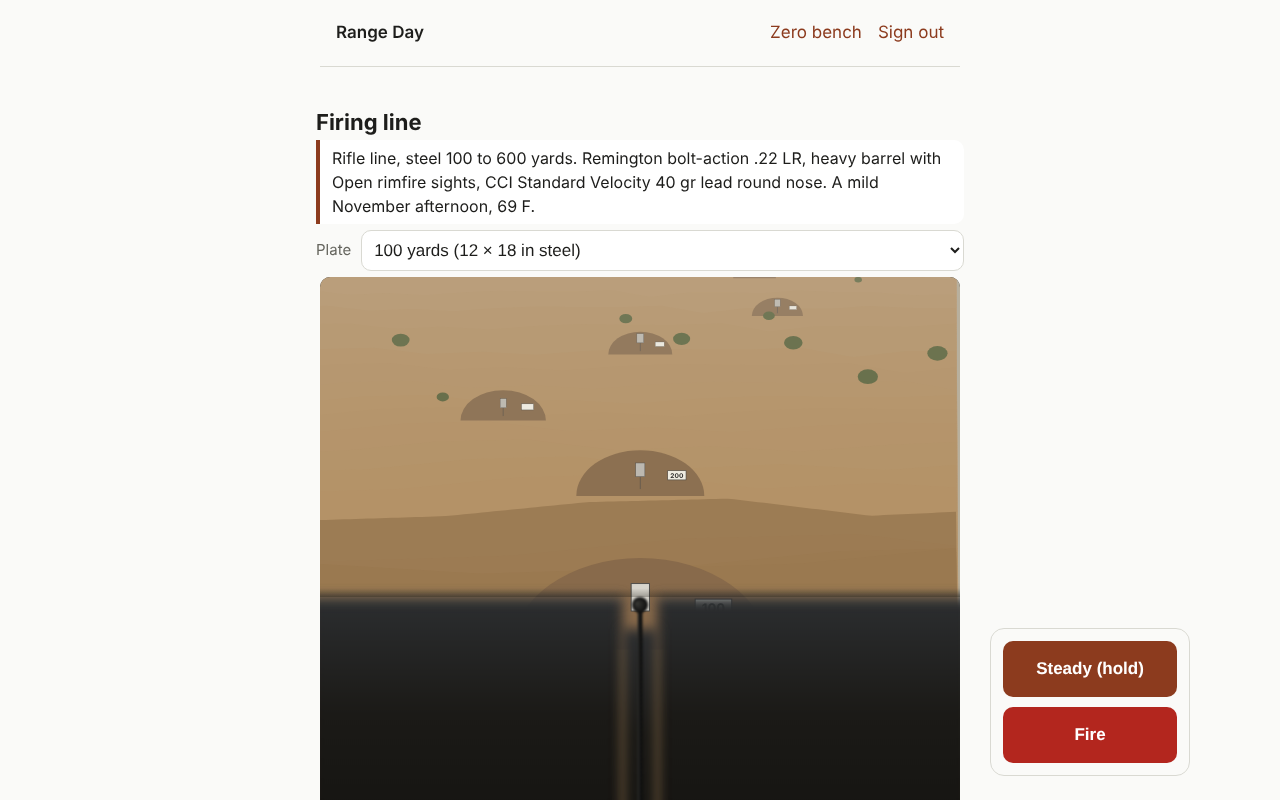 Range Day
Zero bench
Sign out
Firing line
Rifle line, steel 100 to 600 yards. Remington bolt-action .22 LR, heavy barrel with
Open rimfire sights, CCI Standard Velocity 40 gr lead round nose. A mild
November afternoon, 69 F.
Plate
100 yards (12 × 18 in steel)
200
100
Steady (hold)
Fire